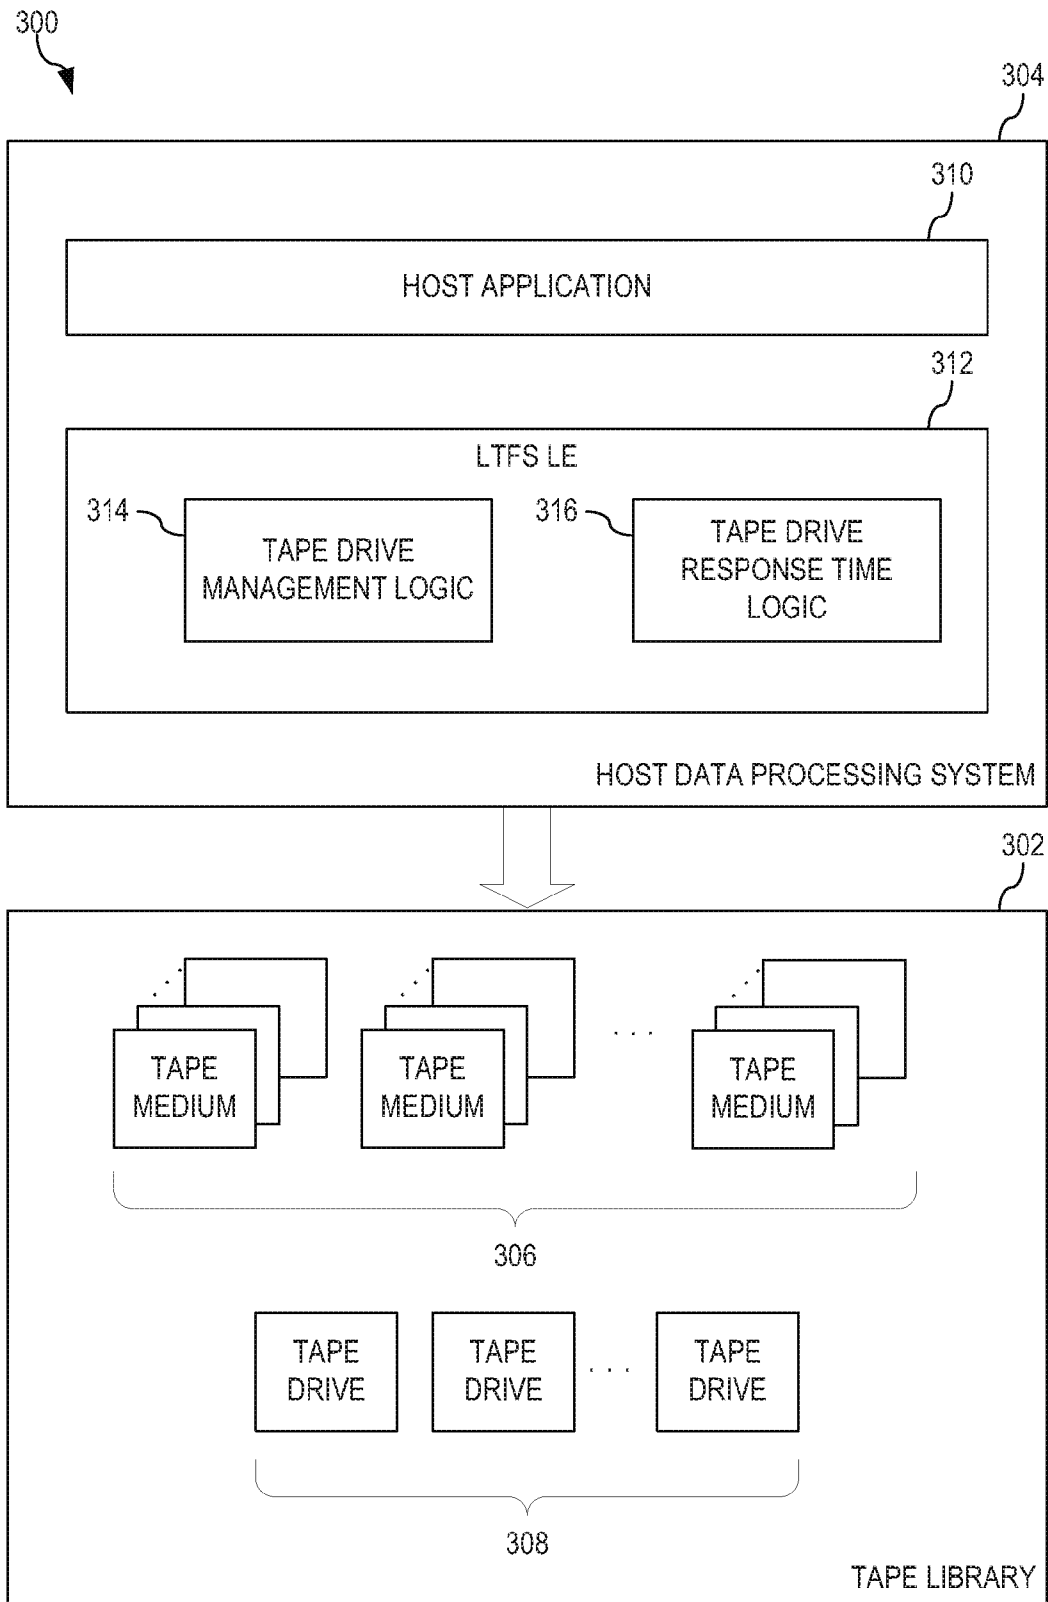 300
304
310
HOST APPLICATION
312
LTFS LE
314
TAPE DRIVE
MANAGEMENT LOGIC
316
TAPE DRIVE
RESPONSE TIME
LOGIC
HOST DATA PROCESSING SYSTEM
302
TAPE
MEDIUM
TAPE
MEDIUM
. . .
TAPE
MEDIUM
306
TAPE
DRIVE
TAPE
DRIVE
. . .
TAPE
DRIVE
308
TAPE LIBRARY